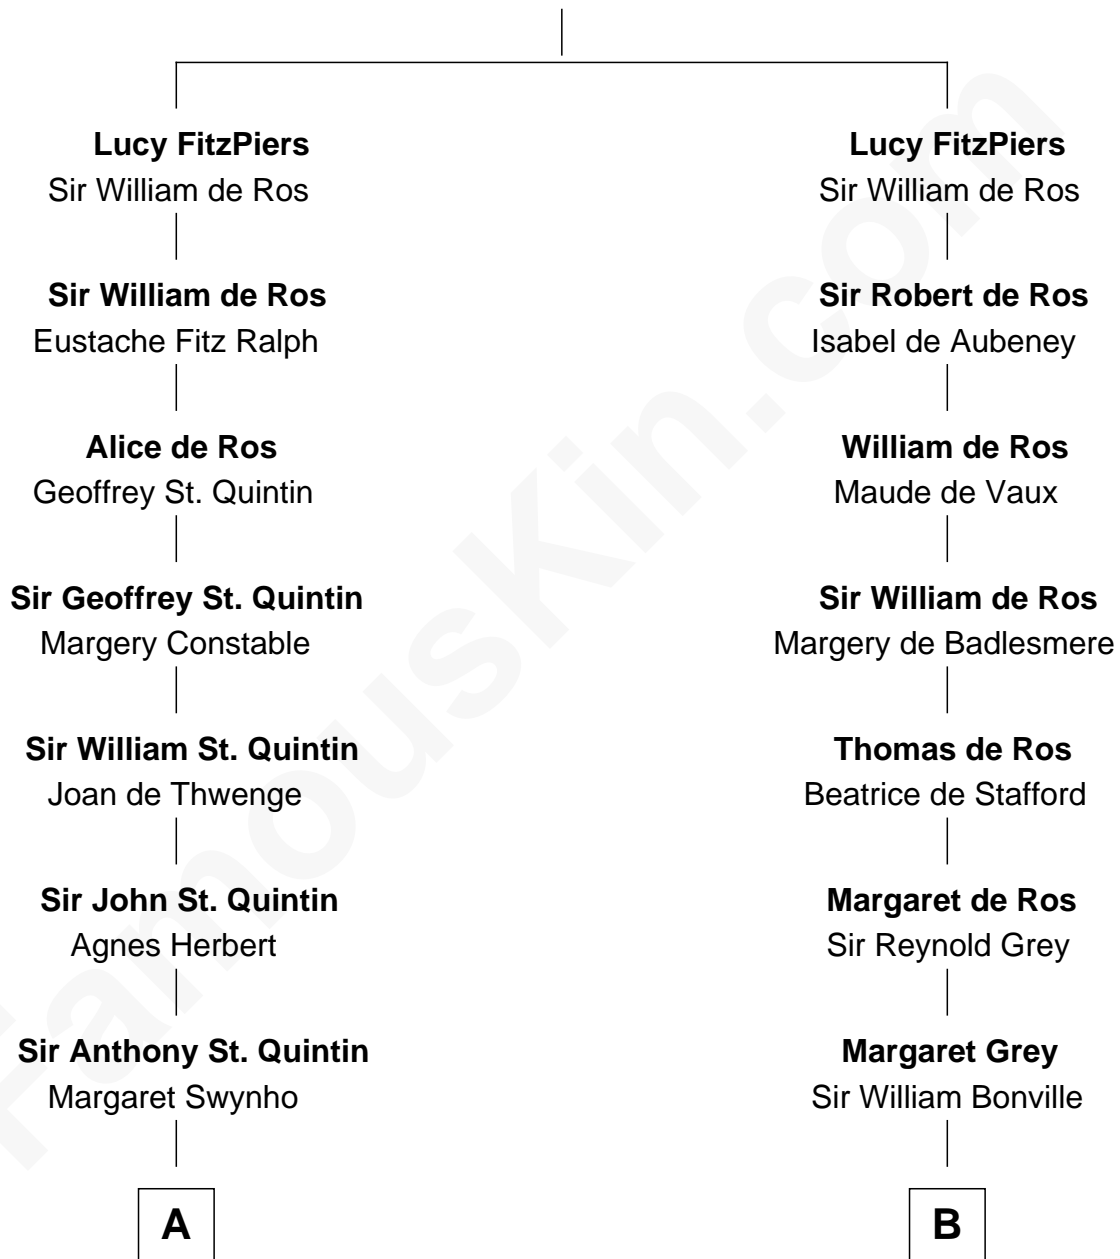 Lucy FitzPiers
Sir William de Ros
Sir William de Ros
Eustache Fitz Ralph
Alice de Ros
Geoffrey St. Quintin
Sir Geoffrey St. Quintin
Margery Constable
Sir William St. Quintin
Joan de Thwenge
Sir John St. Quintin
Agnes Herbert
Sir Anthony St. Quintin
Margaret Swynho
A
Lucy FitzPiers
Sir William de Ros
Sir Robert de Ros
Isabel de Aubeney
William de Ros
Maude de Vaux
Sir William de Ros
Margery de Badlesmere
Thomas de Ros
Beatrice de Stafford
Margaret de Ros
Sir Reynold Grey
Margaret Grey
Sir William Bonville
B
FamousKin.com